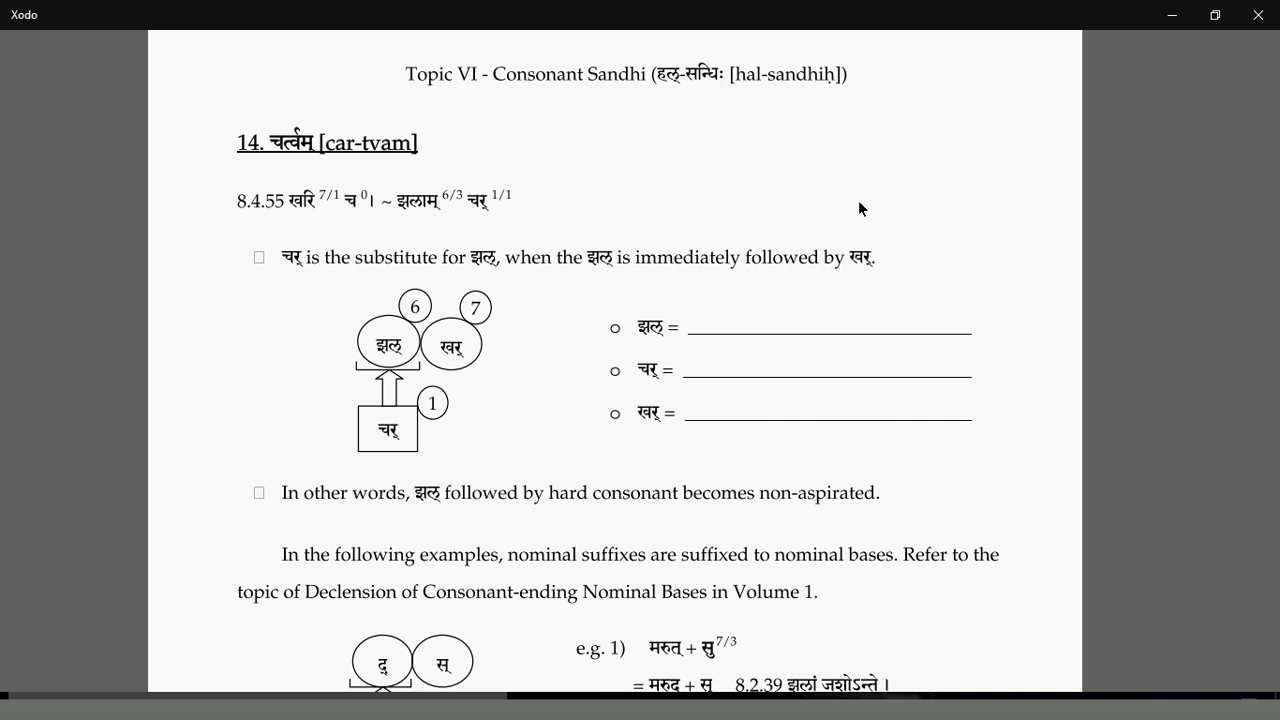 Xodo
Topic VI - Consonant Sandhi (हल्-सन्धिः [hal-sandhiḥ])
14. चर्त्वम् [car-tvam]
8.4.55 खरि 7/1 च 0। ~ झलाम् 6/3 चर् 1/1
चर् is the substitute for झल्, when the झल् is immediately followed by खर्.
6 7
झल् खर्
1
चर्
झल् =
चर् =
खर् =
In other words, झल् followed by hard consonant becomes non-aspirated.
In the following examples, nominal suffixes are suffixed to nominal bases. Refer to the
topic of Declension of Consonant-ending Nominal Bases in Volume 1.
द् स्
e.g. 1) मरुत् + सु 7/3
= मरुद् + सु 8.2.39 झलां जशोऽन्ते ।